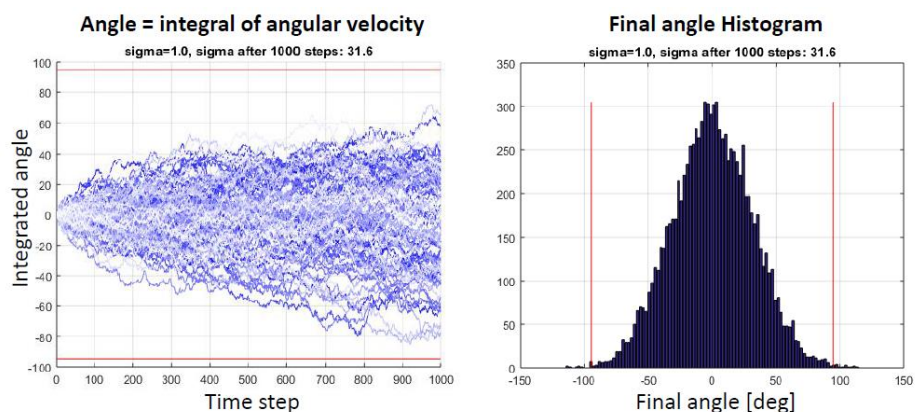 Angle = integral of angular velocity
sigma=1.0, sigma after 1000 steps: 31.6
Integrated angle
100
80
60
40
20
0
-20
-40
-60
-80
-100
0 100 200 300 400 500 600 700 800 900 1000
Time step
Final angle Histogram
sigma=1.0, sigma after 1000 steps: 31.6
350
300
250
200
150
100
50
0
-150 -100 -50 0 50 100 150
Final angle [deg]